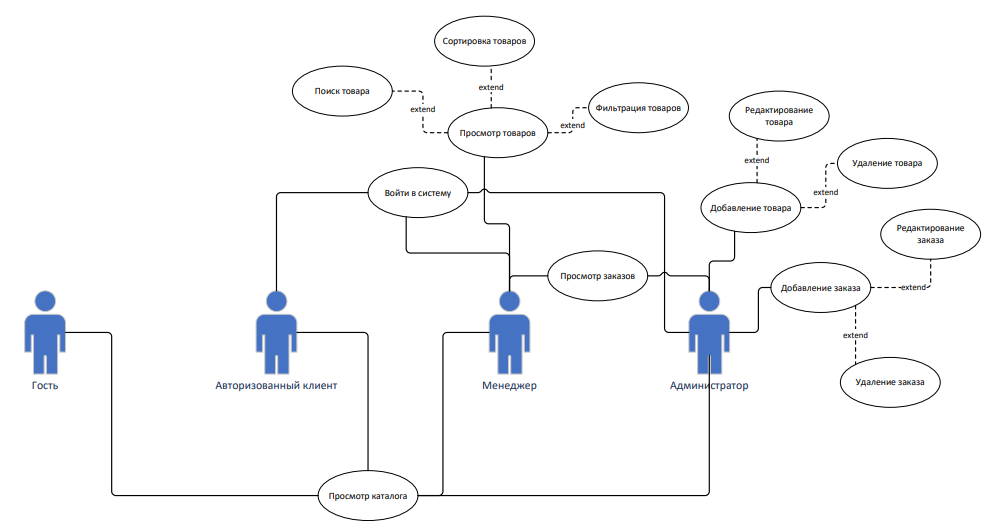 Сортировка товаров
extend
Поиск товара
extend
Фильтрация товаров
extend
Просмотр товаров
Редактирование
товара
extend
Удаление товара
extend
Войти в систему
Добавление товара
Редактирование
заказа
extend
Просмотр заказов
Добавление заказа
extend
Удаление заказа
Гость
Авторизованный клиент
Менеджер
Администратор
Просмотр каталога